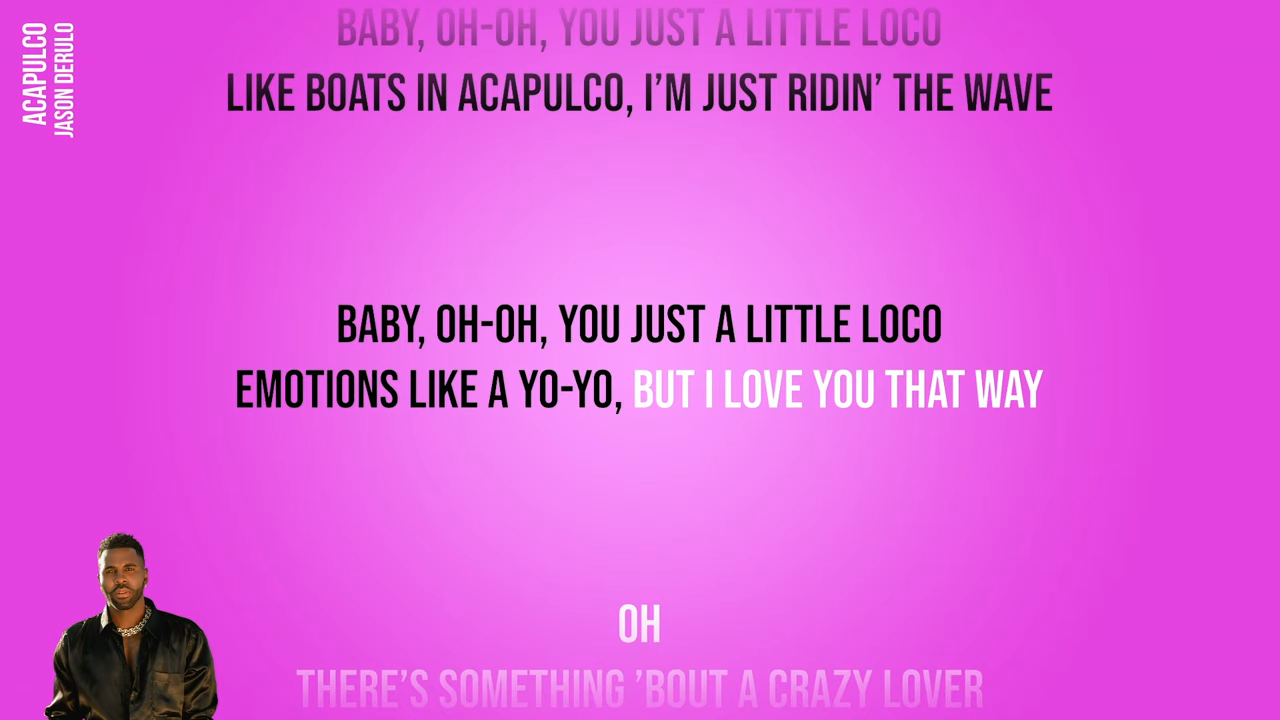 ACAPULCO
JASON DERULO
BABY, OH-OH, YOU JUST A LITTLE LOCO
LIKE BOATS IN ACAPULCO, I'M JUST RIDIN' THE WAVE
BABY, OH-OH, YOU JUST A LITTLE LOCO
EMOTIONS LIKE A YO-YO, BUT I LOVE YOU THAT WAY
OH
THERE'S SOMETHING 'BOUT A CRAZY LOVER